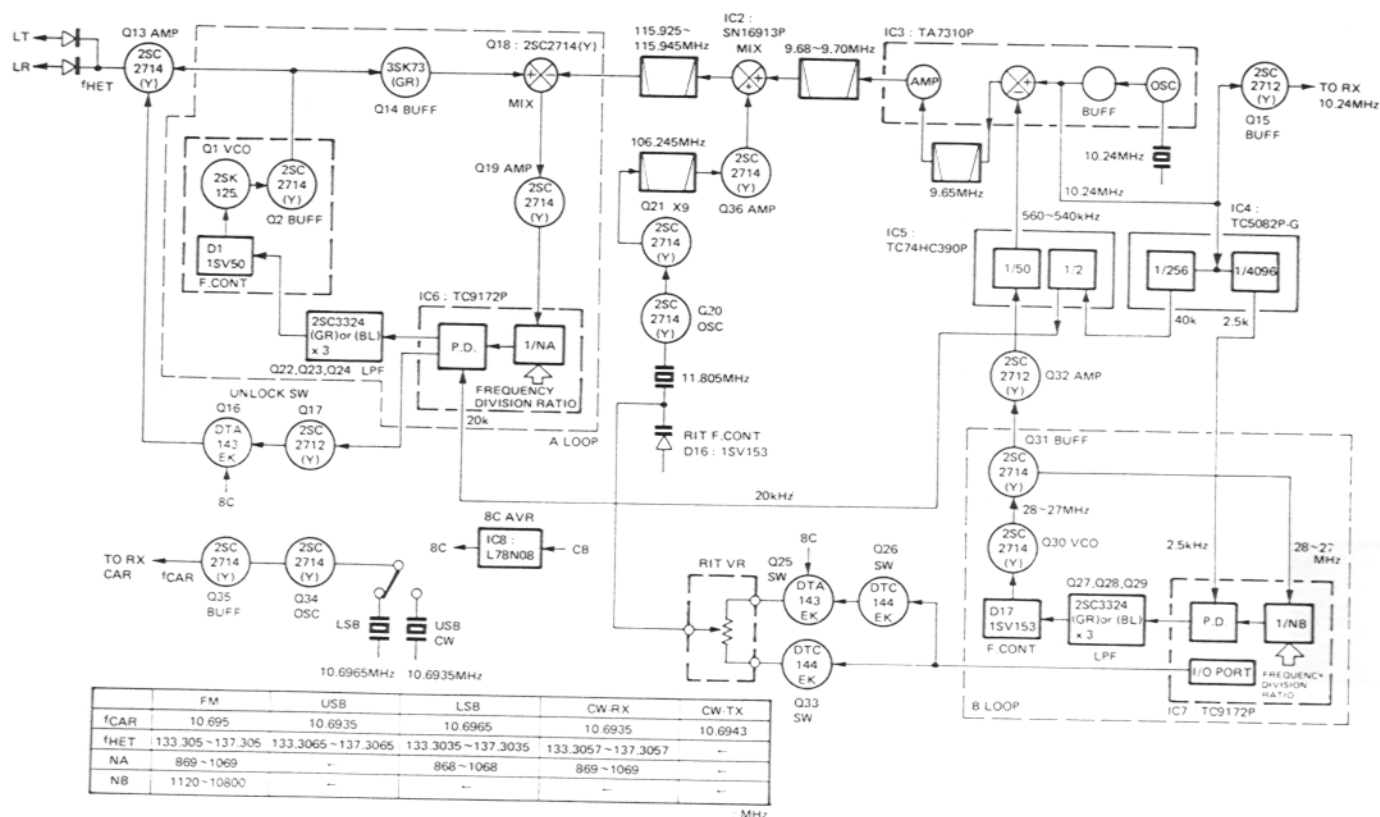 Q13 AMP
LT
LR
2SC
2714
(Y)
fHET
3SK73
(GR)
Q14 BUFF
Q18 : 2SC2714(Y)
MIX
115.925~
115.945MHz
IC2 :
SN16913P
MIX
9.68~9.70MHz
IC3 : TA7310P
AMP
BUFF
OSC
2SC
2712
(Y)
Q15
BUFF
TO RX
10.24MHz
10.24MHz
9.65MHz
10.24MHz
Q1 VCO
2SK
125
2SC
2714
(Y)
Q2 BUFF
D1
1SV50
F.CONT
Q19 AMP
2SC
2714
(Y)
106.245MHz
2SC
2714
(Y)
Q36 AMP
Q21 X9
2SC
2714
(Y)
2SC
2714
(Y)
Q20
OSC
11.805MHz
RIT F.CONT
D16 : 1SV153
560~540kHz
IC5 :
TC74HC390P
1/50
1/2
IC4 :
TC5082P-G
1/256
1/4096
40k
2.5k
2SC3324
(GR)or (BL)
x 3
Q22,Q23,Q24 LPF
IC6 : TC9172P
P.D.
1/NA
FREQUENCY
DIVISION RATIO
20k
A LOOP
UNLOCK SW
Q16
Q17
DTA
143
EK
2SC
2712
(Y)
8C
2SC
2712
(Y)
Q32 AMP
Q31 BUFF
2SC
2714
(Y)
28~27MHz
2SC
2714
(Y)
Q30 VCO
20kHz
2.5kHz
28~27
MHz
D17
1SV153
F.CONT
Q27,Q28,Q29
2SC3324
(GR)or (BL)
x 3
LPF
P.D.
1/NB
I/O PORT
FREQUENCY
DIVISION
RATIO
B LOOP
IC7 : TC9172P
8C AVR
8C
IC8 :
L78N08
CB
RIT VR
8C
Q25
SW
DTA
143
EK
Q26
SW
DTC
144
EK
DTC
144
EK
Q33
SW
TO RX
CAR
fCAR
2SC
2714
(Y)
Q35
BUFF
2SC
2714
(Y)
Q34
OSC
LSB
USB
CW
10.6965MHz
10.6935MHz
FM USB LSB CW-RX CW-TX
fCAR 10.695 10.6935 10.6965 10.6935 10.6943
fHET 133.305~137.305 133.3065~137.3065 133.3035~137.3035 133.3057~137.3057 ←
NA 869~1069 ← 868~1068 869~1069 ←
NB 1120~10800 ← ← ← ←
: MHz